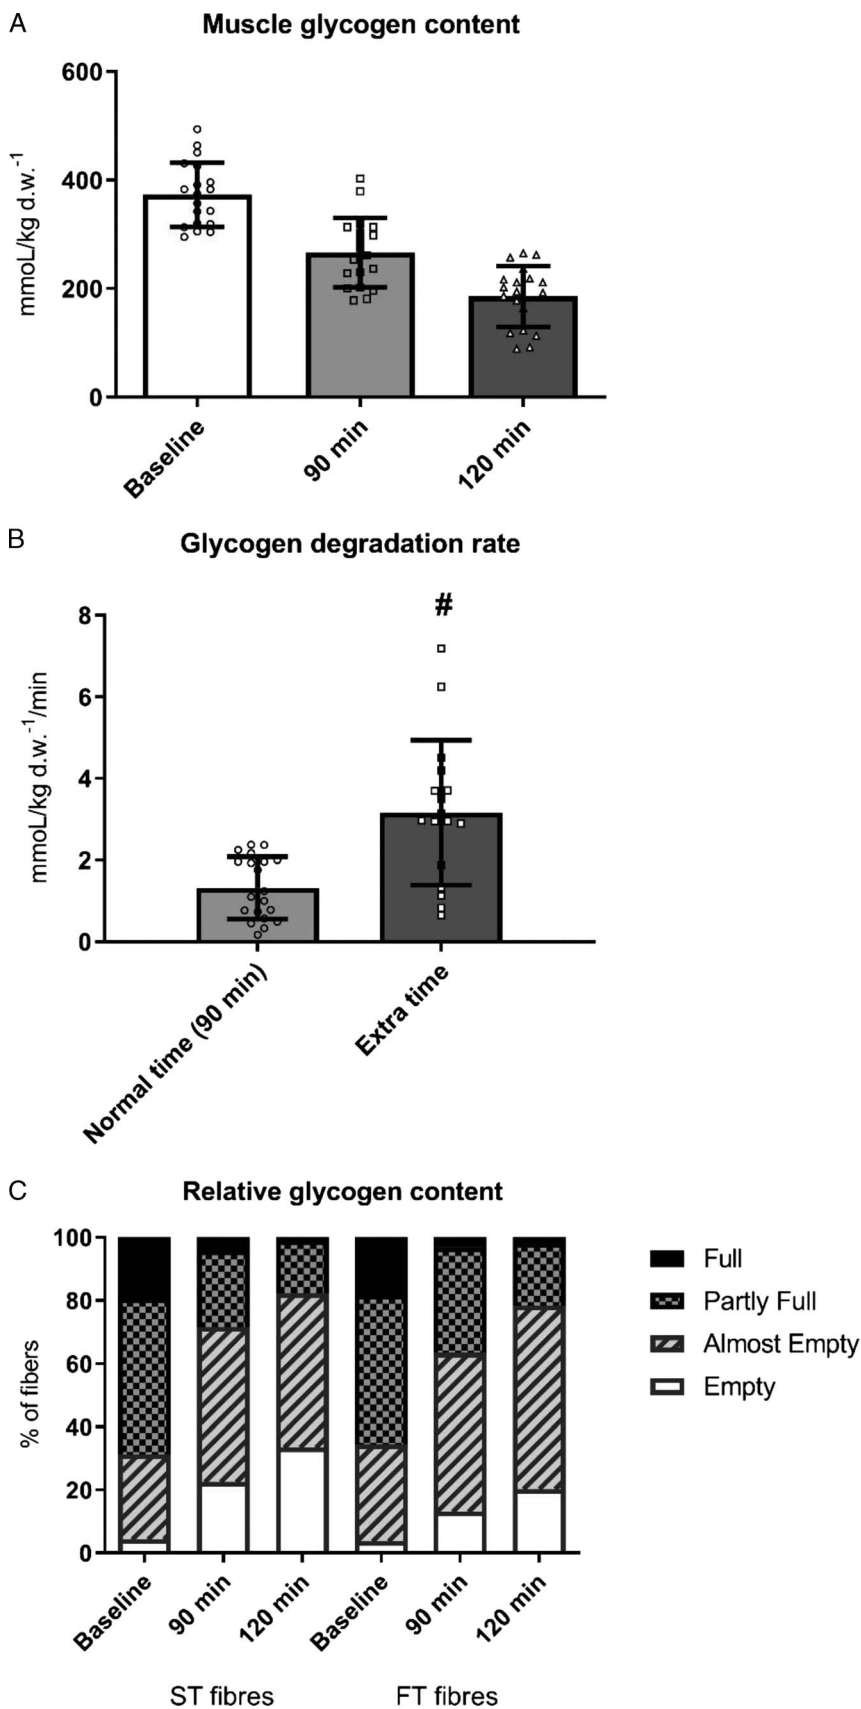 A
Muscle glycogen content
mmoL/kg d.w.⁻¹
600
400
200
0
Baseline
90 min
120 min
B
Glycogen degradation rate
mmoL/kg d.w.⁻¹/min
8
6
4
2
0
#
Normal time (90 min)
Extra time
C
Relative glycogen content
% of fibers
100
80
60
40
20
0
Baseline
90 min
120 min
Baseline
90 min
120 min
ST fibres
FT fibres
Full
Partly Full
Almost Empty
Empty